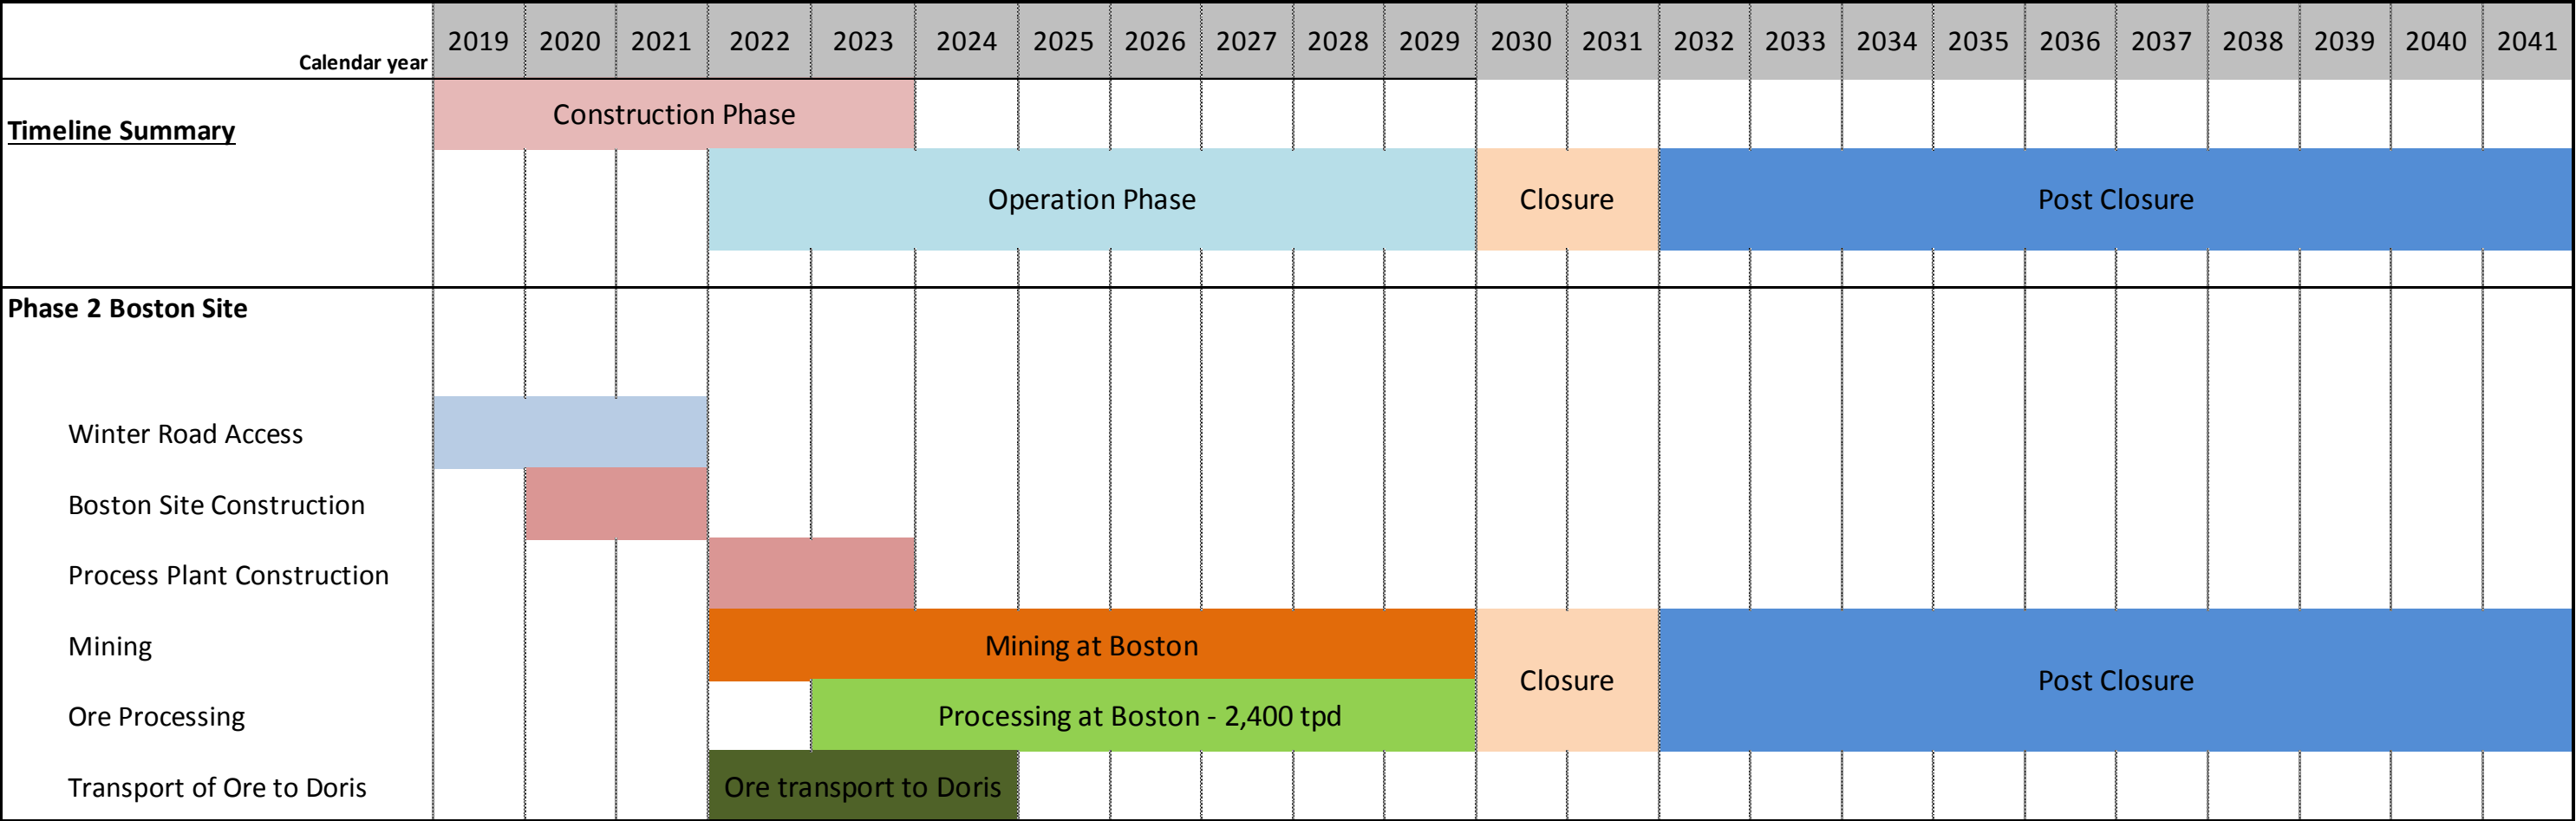 2019 2020 2021 2022 2023 2024 2025 2026 2027 2028 2029 2030 2031 2032 2033 2034 2035 2036 2037 2038 2039 2040 2041
Calendar year
Construction Phase
Timeline Summary
Operation Phase Closure Post Closure
Phase 2 Boston Site
Winter Road Access
Boston Site Construction
Process Plant Construction
Mining Mining at Boston
Closure Post Closure
Ore Processing Processing at Boston - 2,400 tpd
Transport of Ore to Doris Ore transport to Doris